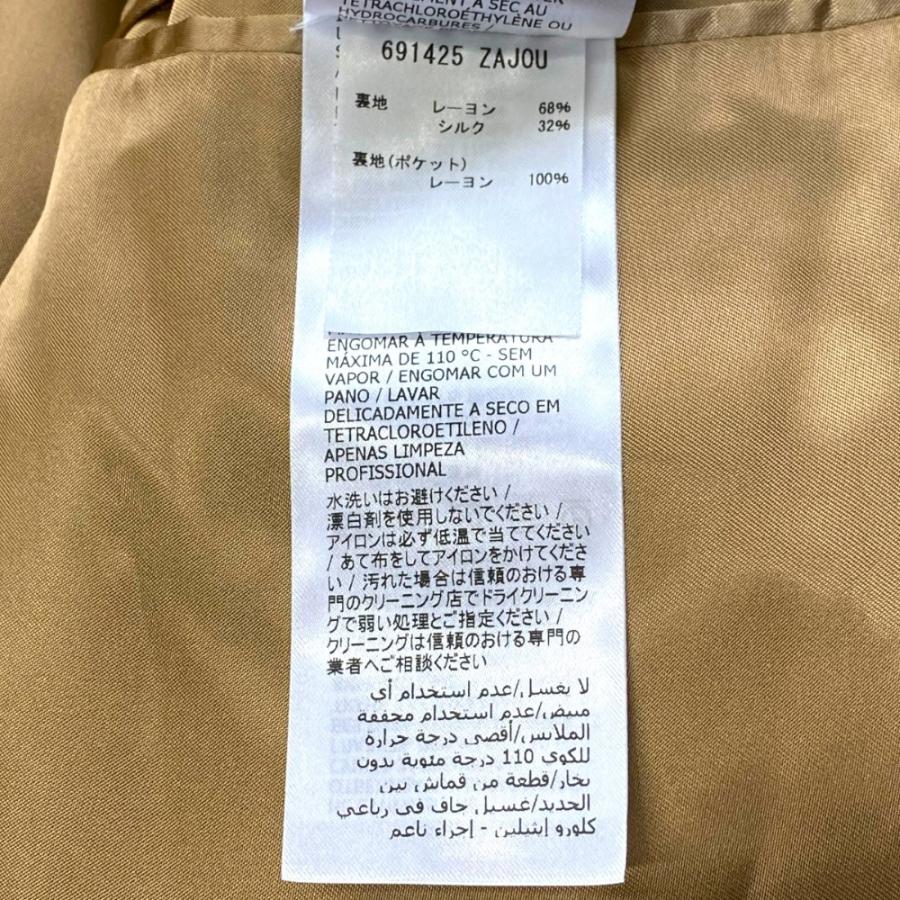 TÉTRACHLOROÉTHYLÈNE OU
HYDROCARBURES /
691425 ZAJOU
裏地 レーヨン 68%
シルク 32%
裏地(ポケット)
レーヨン 100%
ENGOMAR À TEMPERATURA
MÁXIMA DE 110 °C - SEM
VAPOR / ENGOMAR COM UM
PANO / LAVAR
DELICADAMENTE A SECO EM
TETRACLOROETILENO /
APENAS LIMPEZA
PROFISSIONAL
水洗いはお避けください /
漂白剤を使用しないでください /
アイロンは必ず低温で当ててください
/ あて布をしてアイロンをかけてくださ
い / 汚れた場合は信頼のおける専
門のクリーニング店でドライクリーニン
グで弱い処理とご指定ください /
クリーニングは信頼のおける専門の
業者へご相談ください
لا يغسل/عدم استخدام أي
مبيض/عدم استخدام مجففة
الملابس/أقصى درجة حرارة
للكوي 110 درجة مئوية بدون
بخار/قطعة من قماش بين
الحديد/غسيل جاف في رباعي
كلورو إيثيلين - إجراء ناعم